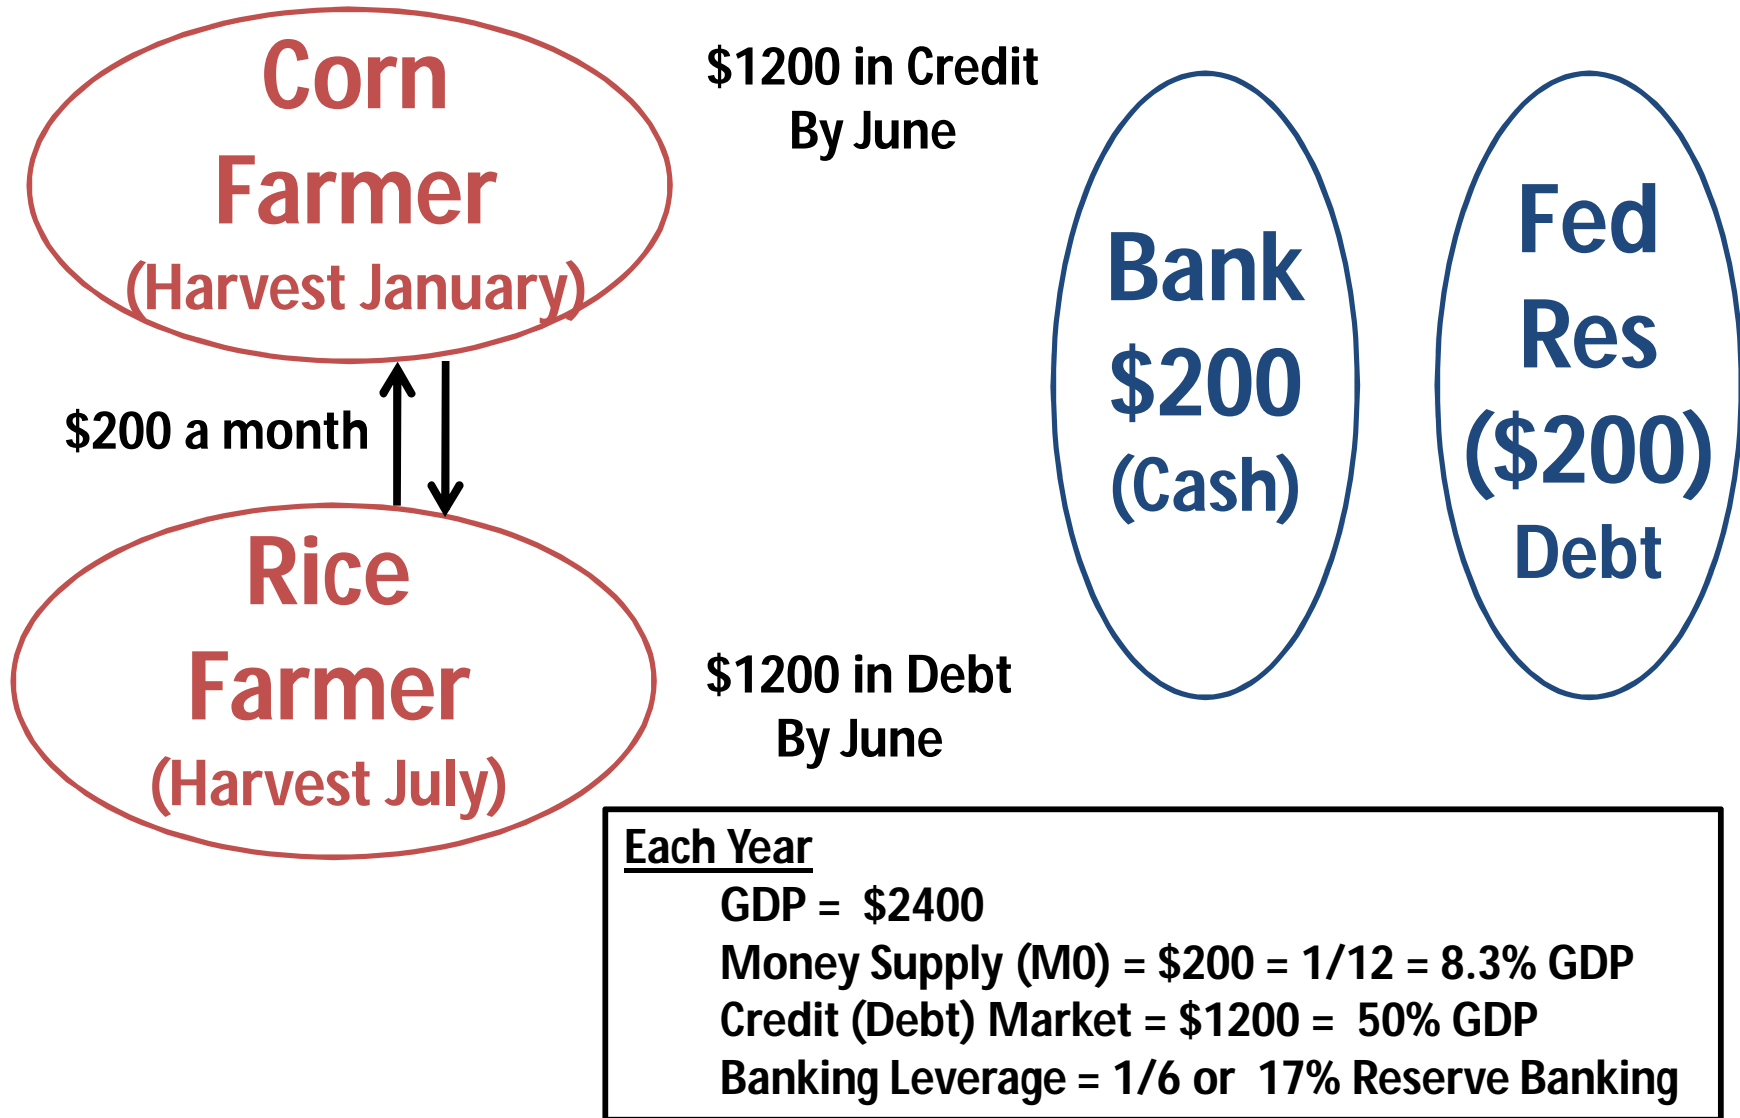 Corn
Farmer
(Harvest January)
$1200 in Credit
By June
$200 a month
Rice
Farmer
(Harvest July)
$1200 in Debt
By June
Bank
$200
(Cash)
Fed
Res
($200)
Debt
Each Year
GDP = $2400
Money Supply (M0) = $200 = 1/12 = 8.3% GDP
Credit (Debt) Market = $1200 = 50% GDP
Banking Leverage = 1/6 or 17% Reserve Banking